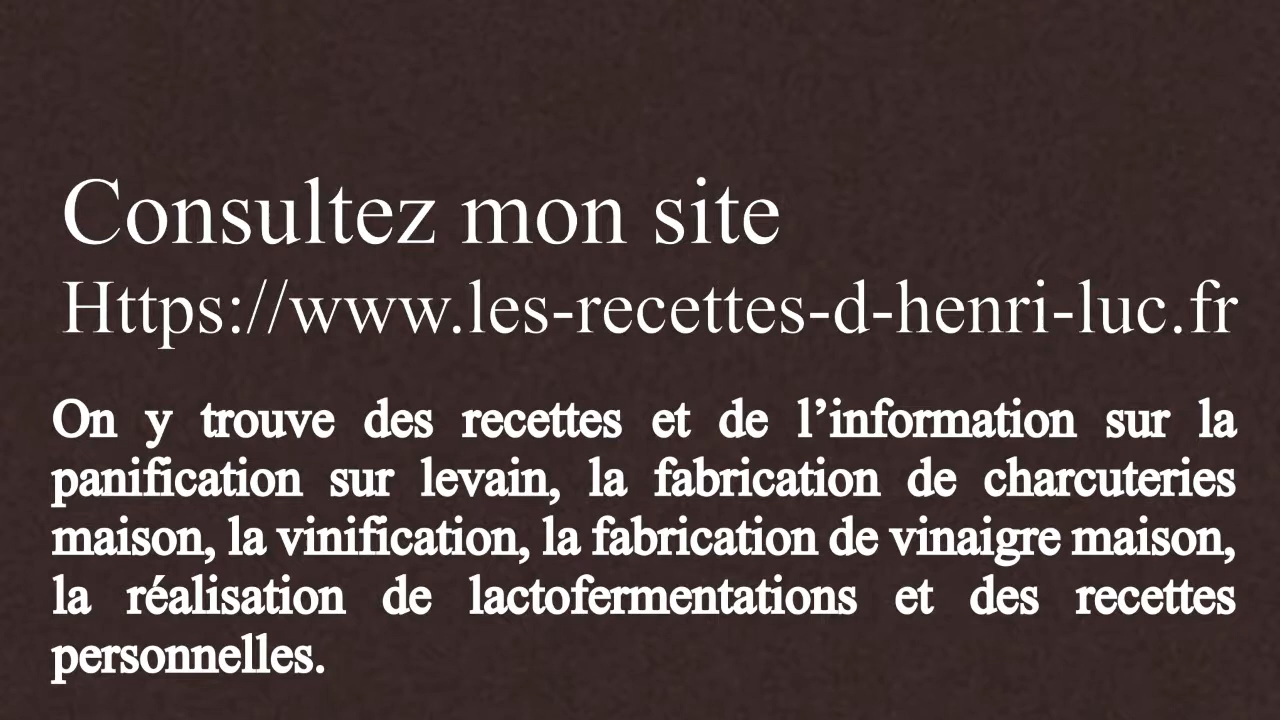 Consultez mon site
Https://www.les-recettes-d-henri-luc.fr
On y trouve des recettes et de l’information sur la
panification sur levain, la fabrication de charcuteries
maison, la vinification, la fabrication de vinaigre maison,
la réalisation de lactofermentations et des recettes
personnelles.